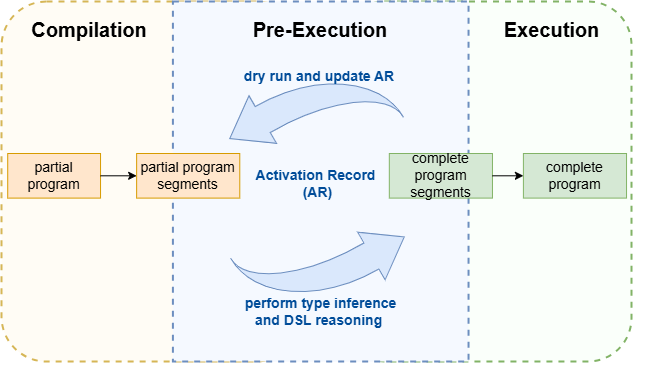 Compilation
Pre-Execution
Execution
dry run and update AR
partial
program
partial program
segments
Activation Record
(AR)
complete
program
segments
complete
program
perform type inference
and DSL reasoning